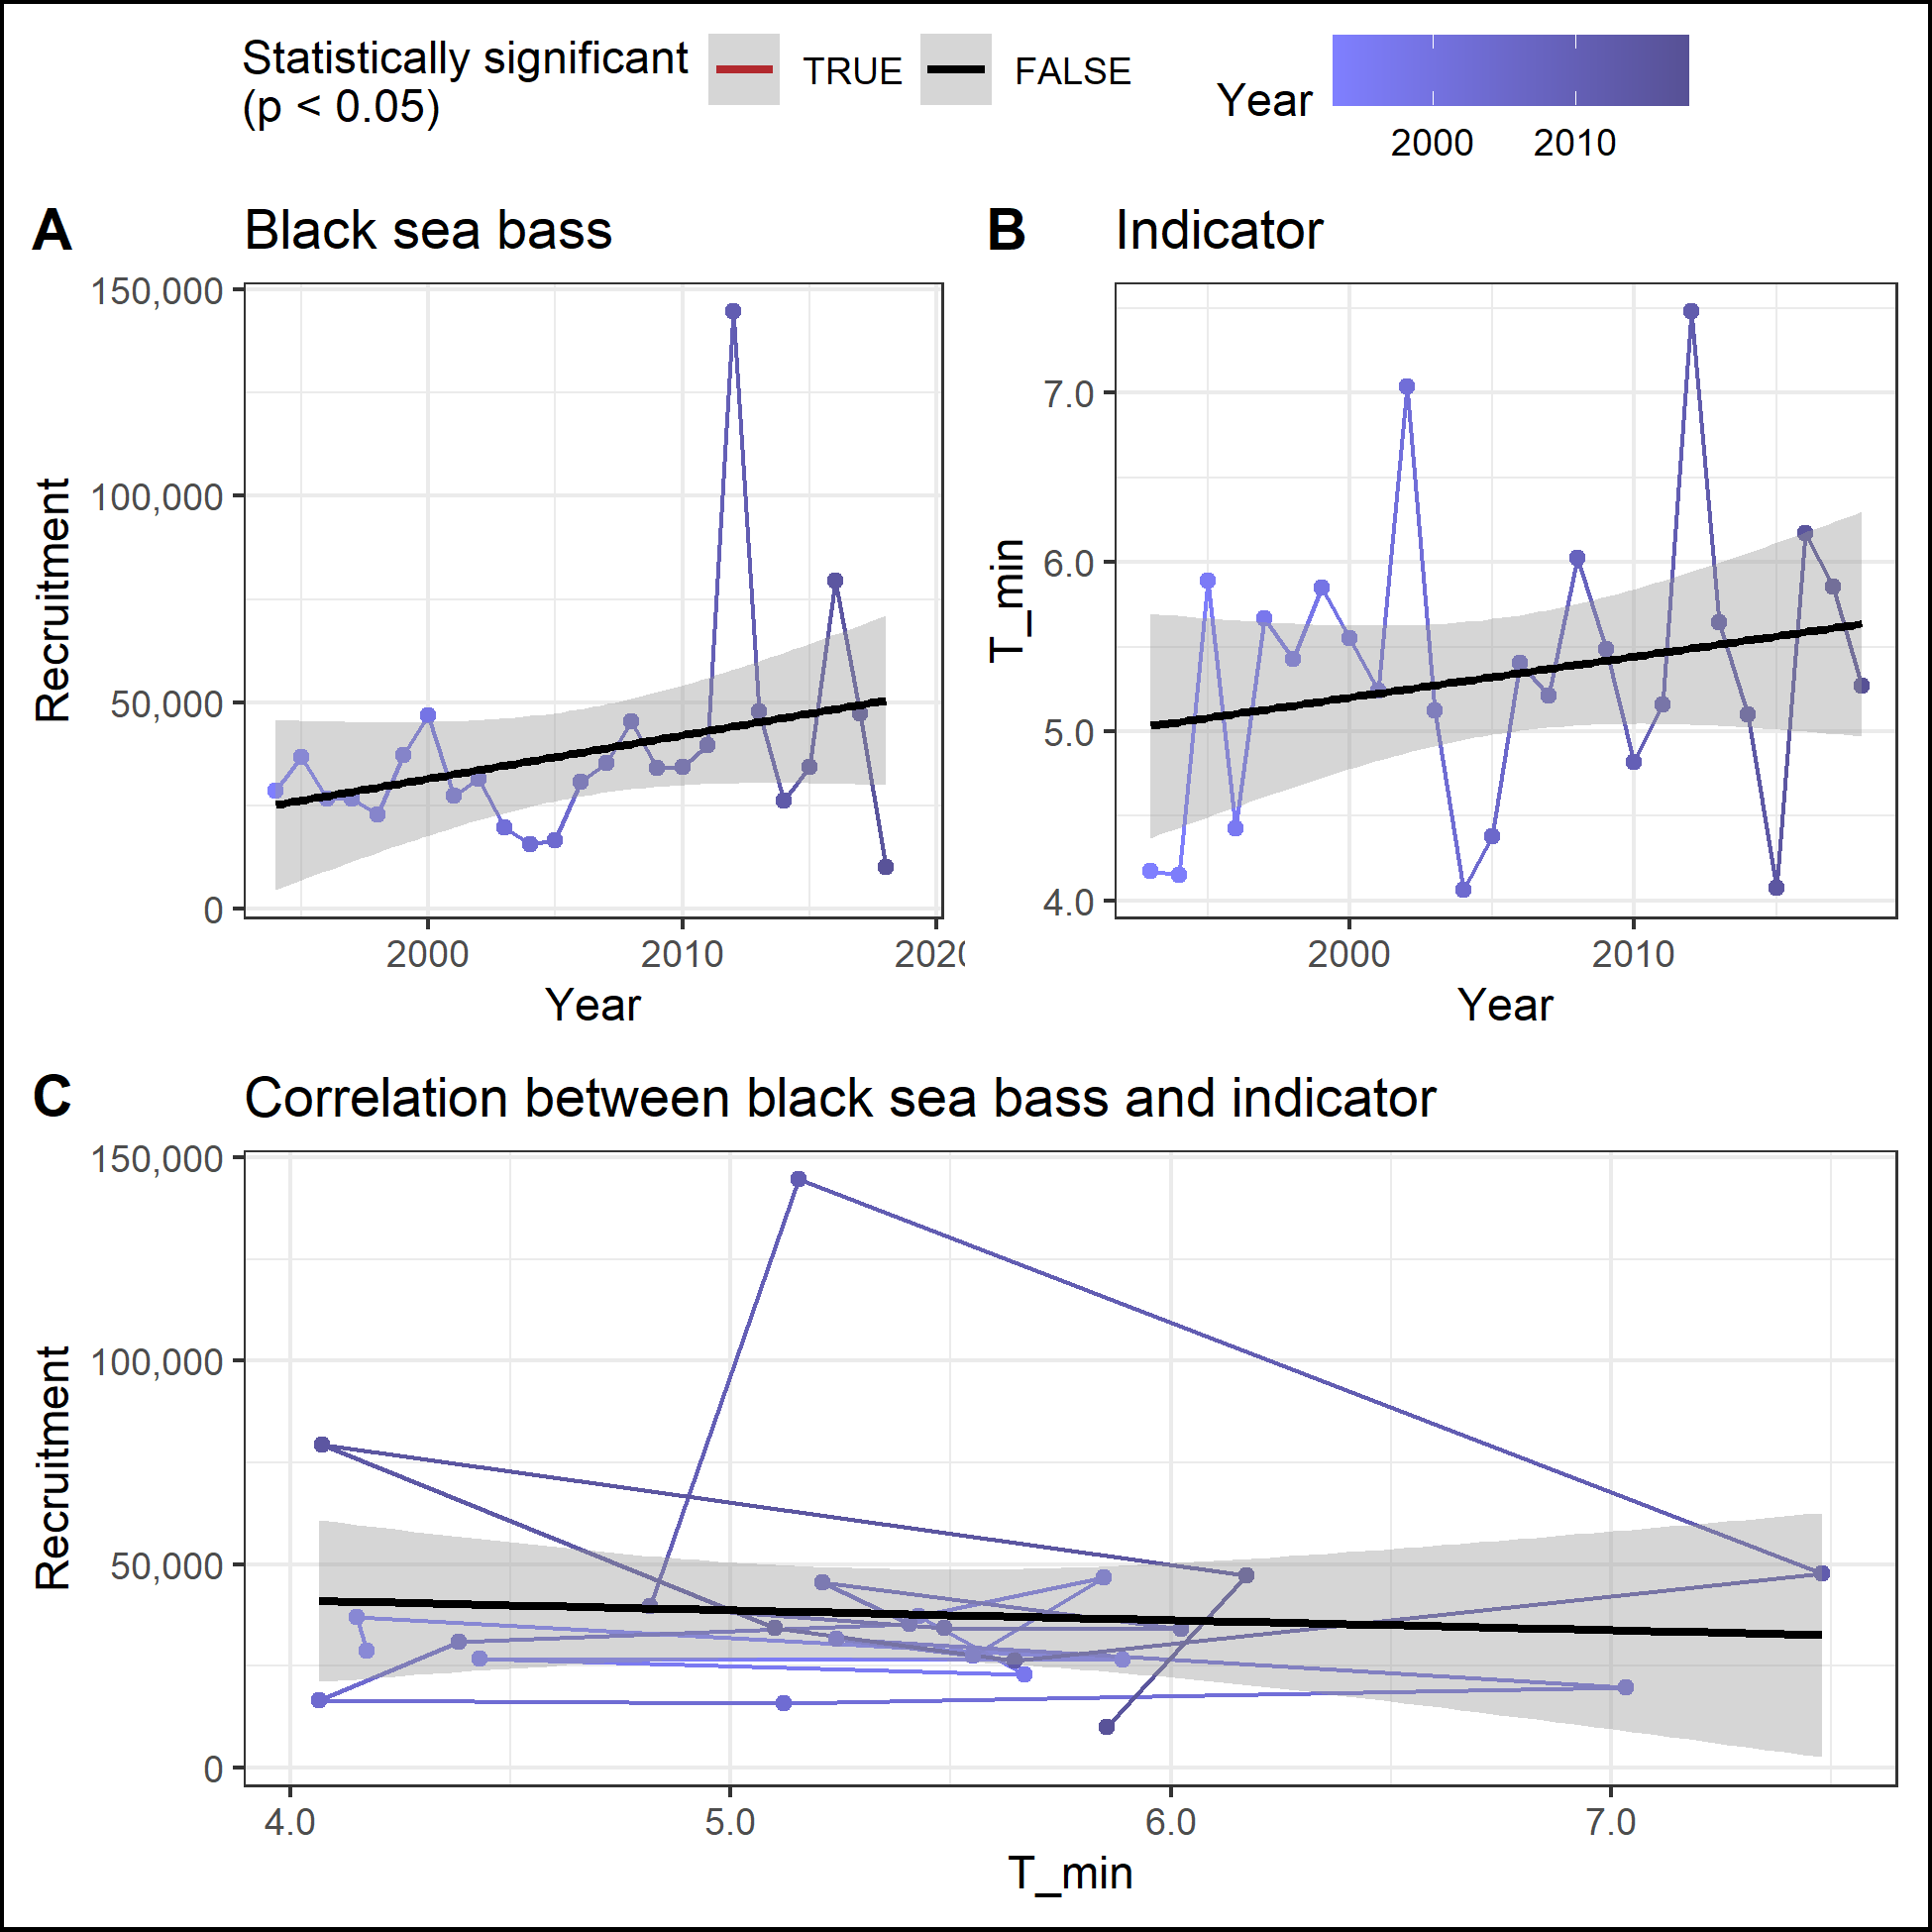 Statistically significant
(p < 0.05)
TRUE
FALSE
Year
2000
2010
A
Black sea bass
B
Indicator
150,000
100,000
50,000
0
Recruitment
2000
2010
2020
Year
7.0
6.0
5.0
4.0
T_min
2000
2010
Year
C
Correlation between black sea bass and indicator
150,000
100,000
50,000
0
Recruitment
4.0
5.0
6.0
7.0
T_min